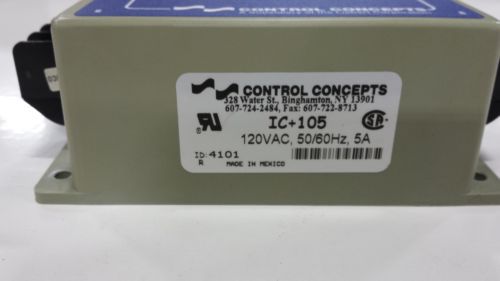 CONTROL CONCEPTS
CONTROL CONCEPTS
328 Water St., Binghamton, NY 13901
607-724-2484, Fax: 607-722-8713
IC+105
120VAC, 50/60Hz, 5A
ID: 4101
R MADE IN MEXICO